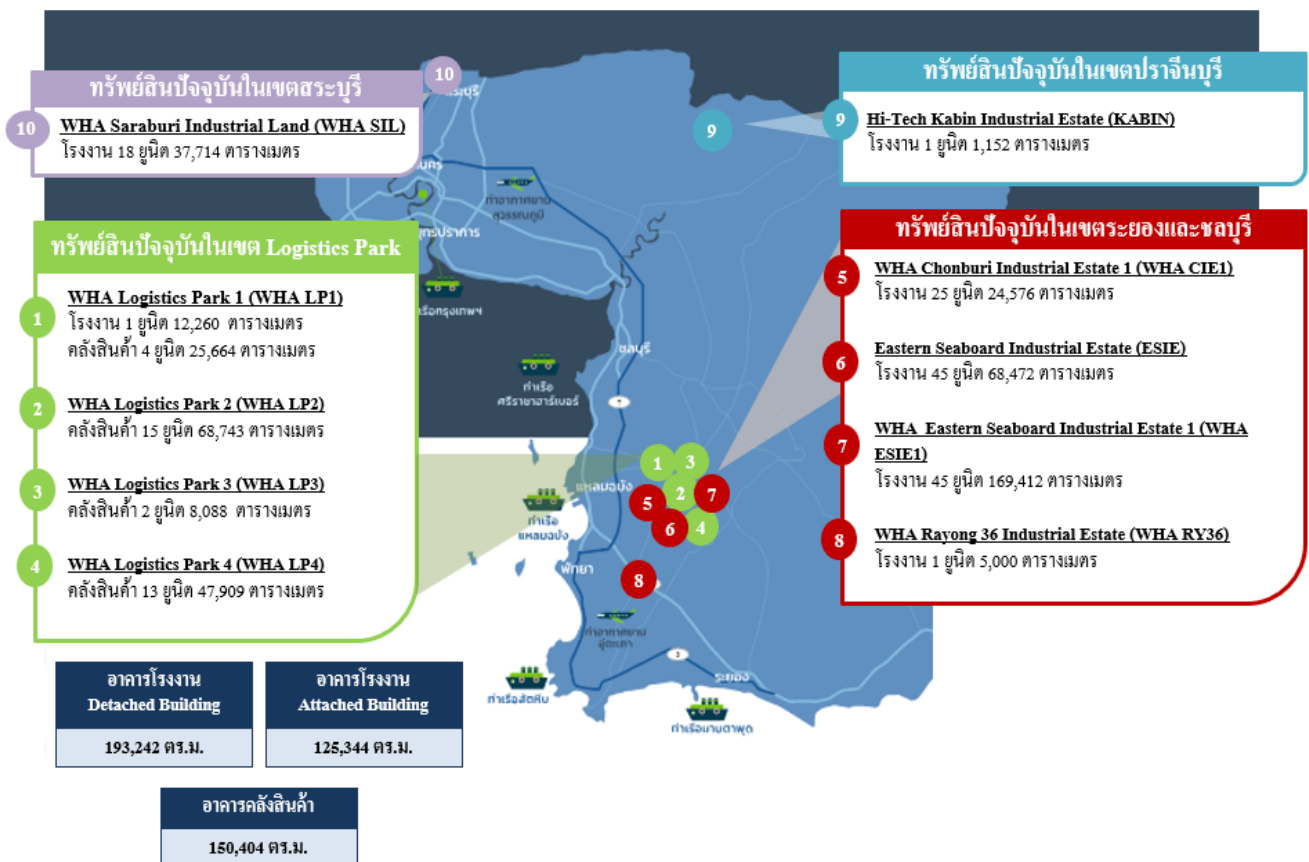 ทรัพย์สินปัจจุบันในเขตสระบุรี
10
WHA Saraburi Industrial Land (WHA SIL)
โรงงาน 18 ยูนิต 37,714 ตารางเมตร
ทรัพย์สินปัจจุบันในเขต Logistics Park
1
WHA Logistics Park 1 (WHA LP1)
โรงงาน 1 ยูนิต 12,260 ตารางเมตร
คลังสินค้า 4 ยูนิต 25,664 ตารางเมตร
2
WHA Logistics Park 2 (WHA LP2)
คลังสินค้า 15 ยูนิต 68,743 ตารางเมตร
3
WHA Logistics Park 3 (WHA LP3)
คลังสินค้า 2 ยูนิต 8,088 ตารางเมตร
4
WHA Logistics Park 4 (WHA LP4)
คลังสินค้า 13 ยูนิต 47,909 ตารางเมตร
ทรัพย์สินปัจจุบันในเขตปราจีนบุรี
9
Hi-Tech Kabin Industrial Estate (KABIN)
โรงงาน 1 ยูนิต 1,152 ตารางเมตร
ทรัพย์สินปัจจุบันในเขตระยองและชลบุรี
5
WHA Chonburi Industrial Estate 1 (WHA CIE1)
โรงงาน 25 ยูนิต 24,576 ตารางเมตร
6
Eastern Seaboard Industrial Estate (ESIE)
โรงงาน 45 ยูนิต 68,472 ตารางเมตร
7
WHA Eastern Seaboard Industrial Estate 1 (WHA
ESIE1)
โรงงาน 45 ยูนิต 169,412 ตารางเมตร
8
WHA Rayong 36 Industrial Estate (WHA RY36)
โรงงาน 1 ยูนิต 5,000 ตารางเมตร
10
9
ท่าอากาศยาน
สุวรรณภูมิ
ชลบุรี
ท่าเรือ
ศรีราชาฮาร์เบอร์
7
1
3
แหลมฉบัง
2
7
5
6
4
ท่าเรือ
แหลมฉบัง
พัทยา
8
ท่าอากาศยาน
อู่ตะเภา
3
ระยอง
ท่าเรือสัตหีบ
ท่าเรือมาบตาพุด
อาคารโรงงาน
Detached Building
193,242 ตร.ม.
อาคารโรงงาน
Attached Building
125,344 ตร.ม.
อาคารคลังสินค้า
150,404 ตร.ม.